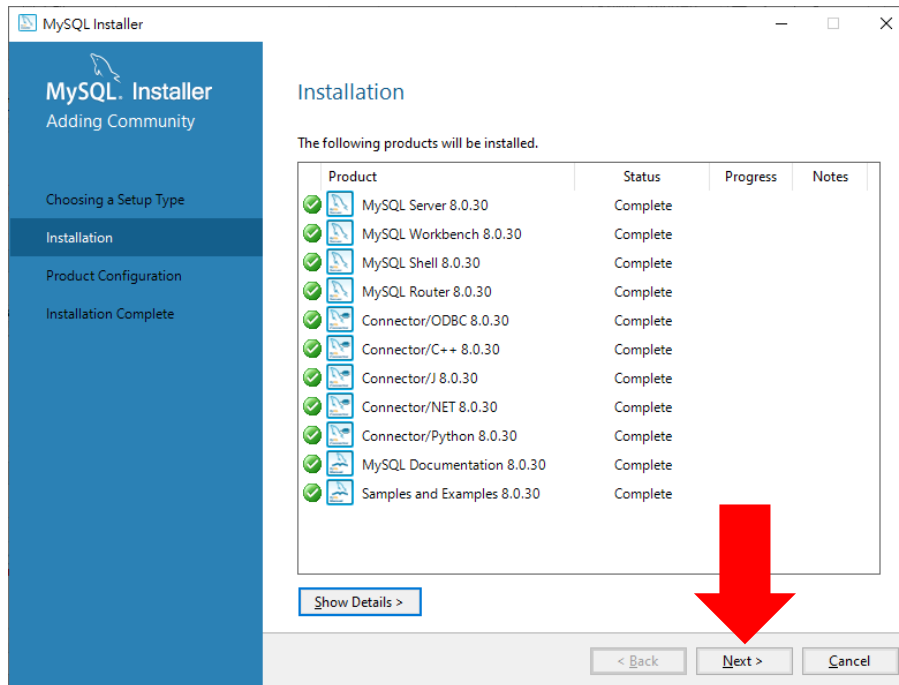 MySQL Installer
MySQL. Installer
Adding Community
Choosing a Setup Type
Installation
Product Configuration
Installation Complete
Installation
The following products will be installed.
Product Status Progress Notes
MySQL Server 8.0.30 Complete
MySQL Workbench 8.0.30 Complete
MySQL Shell 8.0.30 Complete
MySQL Router 8.0.30 Complete
Connector/ODBC 8.0.30 Complete
Connector/C++ 8.0.30 Complete
Connector/J 8.0.30 Complete
Connector/NET 8.0.30 Complete
Connector/Python 8.0.30 Complete
MySQL Documentation 8.0.30 Complete
Samples and Examples 8.0.30 Complete
Show Details >
< Back Next > Cancel